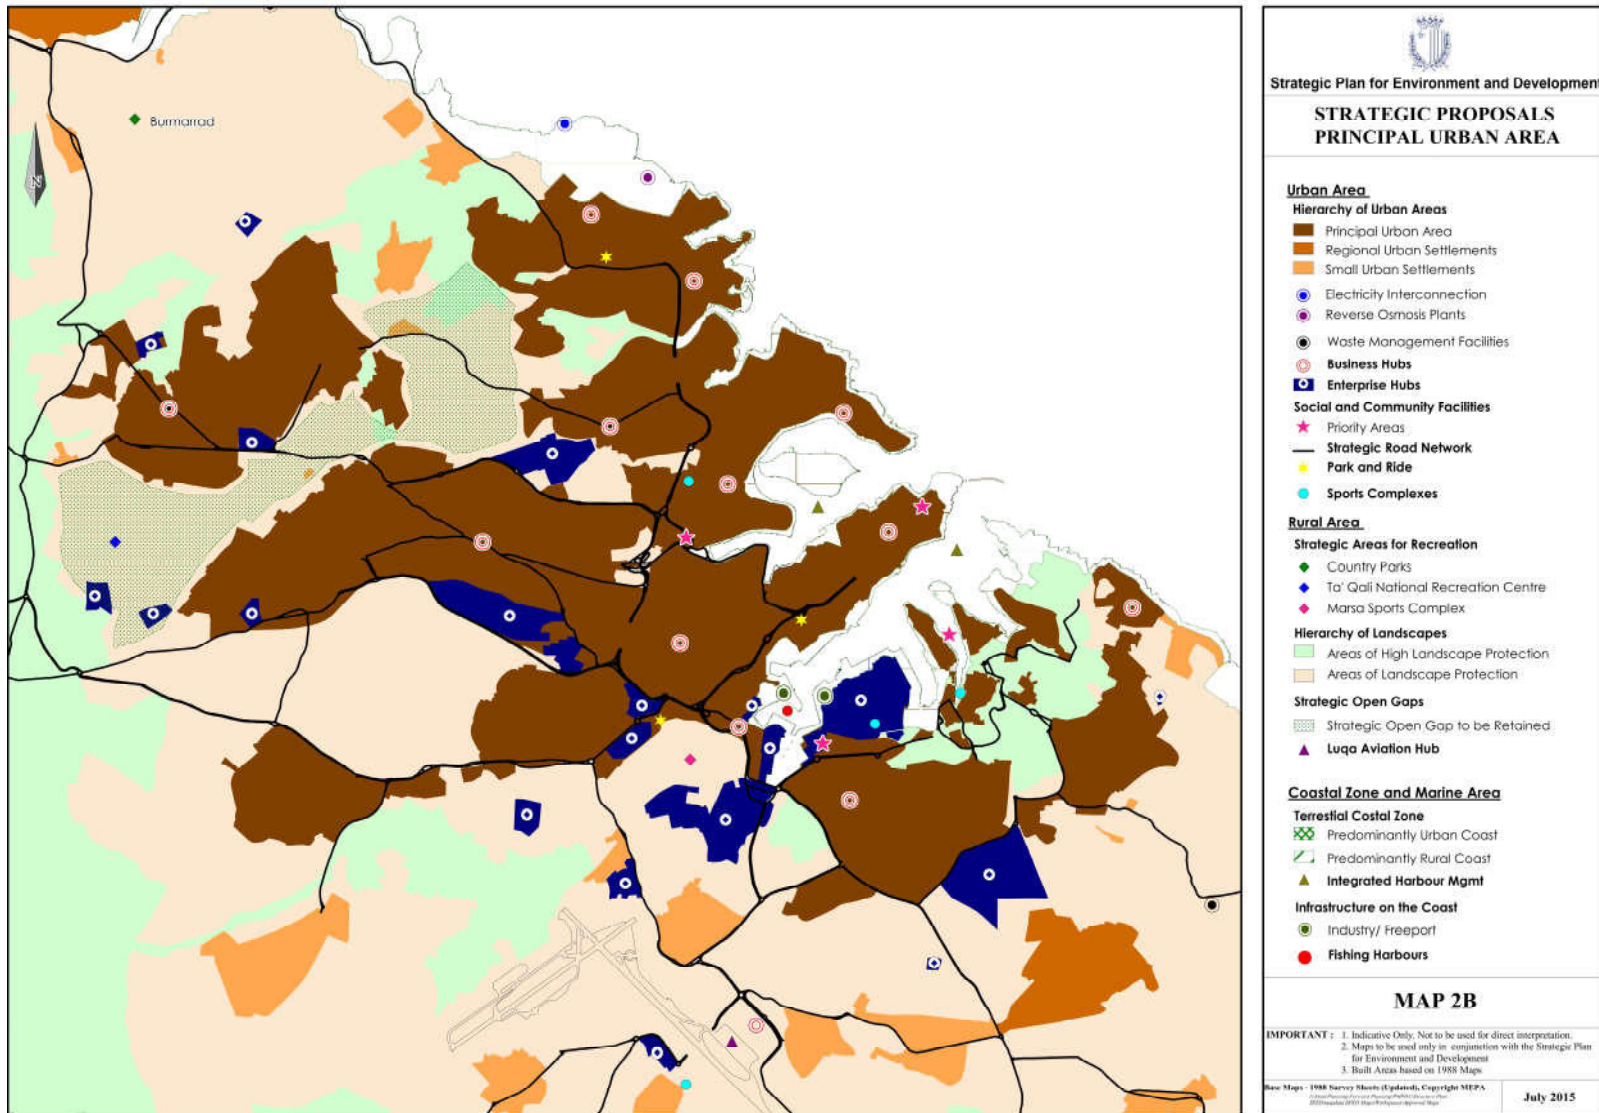 Burmarrad
N
Strategic Plan for Environment and Development
STRATEGIC PROPOSALS
PRINCIPAL URBAN AREA
Urban Area
Hierarchy of Urban Areas
Principal Urban Area
Regional Urban Settlements
Small Urban Settlements
Electricity Interconnection
Reverse Osmosis Plants
Waste Management Facilities
Business Hubs
Enterprise Hubs
Social and Community Facilities
Priority Areas
Strategic Road Network
Park and Ride
Sports Complexes
Rural Area
Strategic Areas for Recreation
Country Parks
Ta' Qali National Recreation Centre
Marsa Sports Complex
Hierarchy of Landscapes
Areas of High Landscape Protection
Areas of Landscape Protection
Strategic Open Gaps
Strategic Open Gap to be Retained
Luqa Aviation Hub
Coastal Zone and Marine Area
Terrestial Costal Zone
Predominantly Urban Coast
Predominantly Rural Coast
Integrated Harbour Mgmt
Infrastructure on the Coast
Industry/ Freeport
Fishing Harbours
MAP 2B
IMPORTANT : 1. Indicative Only. Not to be used for direct interpretation.
2. Maps to be used only in conjunction with the Strategic Plan
for Environment and Development
3. Built Areas based on 1988 Maps
Base Maps - 1988 Survey Sheets (Updated), Copyright MEPA
July 2015